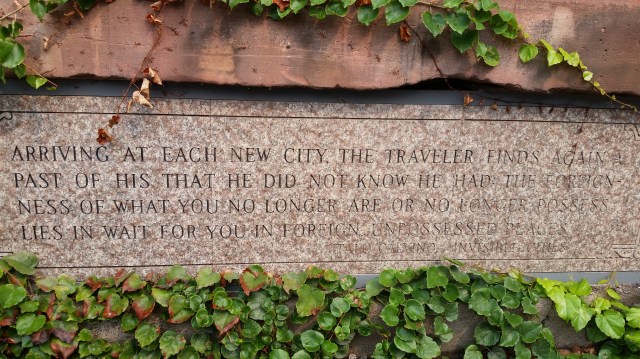 ARRIVING AT EACH NEW CITY, THE TRAVELER FINDS AGAIN A
PAST OF HIS THAT HE DID NOT KNOW HE HAD: THE FOREIGN-
NESS OF WHAT YOU NO LONGER ARE OR NO LONGER POSSESS
LIES IN WAIT FOR YOU IN FOREIGN, UNPOSSESSED PLACES.
ITALO CALVINO, INVISIBLE CITIES